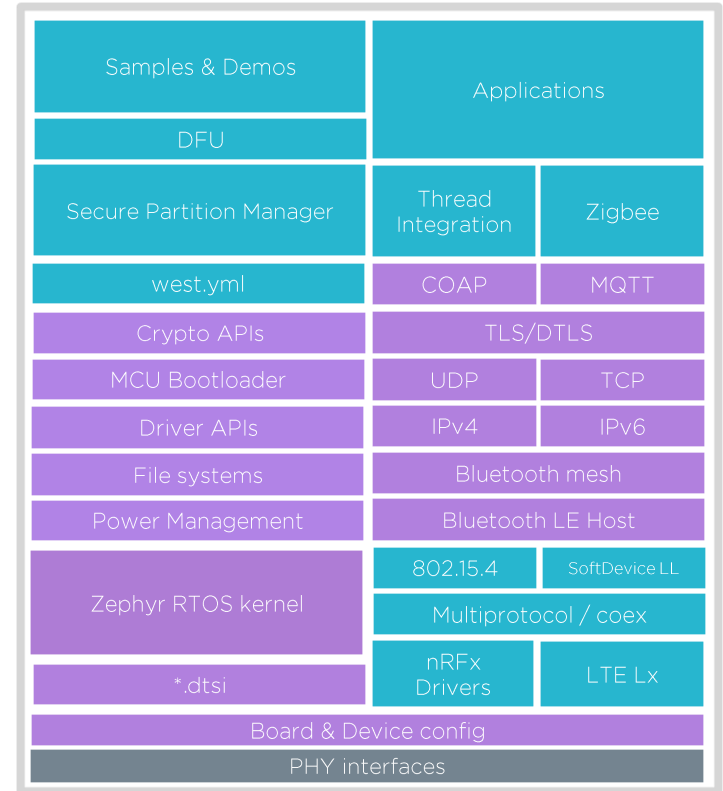 Samples & Demos
Applications
DFU
Secure Partition Manager
Thread
Integration
Zigbee
west.yml
COAP
MQTT
Crypto APIs
TLS/DTLS
MCU Bootloader
UDP
TCP
Driver APIs
IPv4
IPv6
File systems
Bluetooth mesh
Power Management
Bluetooth LE Host
Zephyr RTOS kernel
802.15.4
SoftDevice LL
Multiprotocol / coex
*.dtsi
nRFx
Drivers
LTE Lx
Board & Device config
PHY interfaces